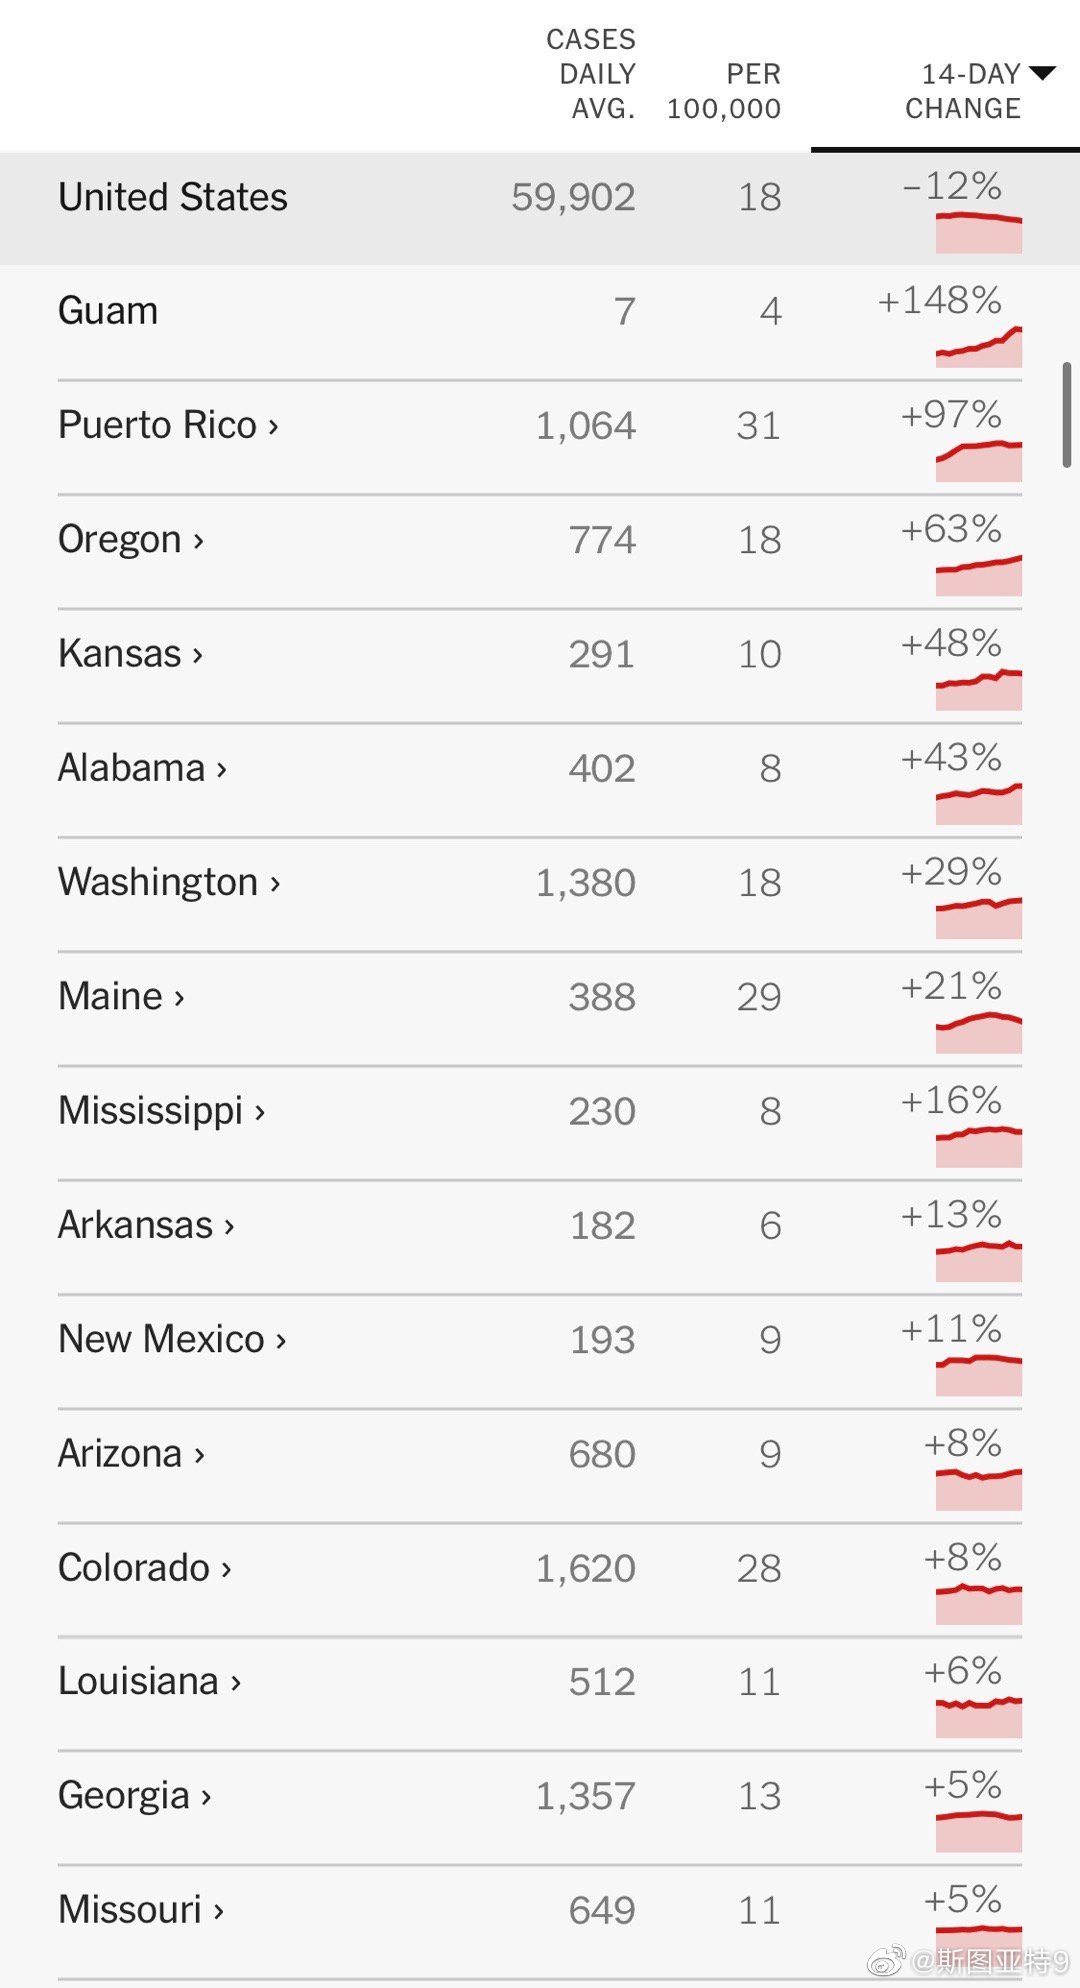 CASES
DAILY PER 14-DAY
AVG. 100,000 CHANGE
United States 59,902 18 –12%
Guam 7 4 +148%
Puerto Rico › 1,064 31 +97%
Oregon › 774 18 +63%
Kansas › 291 10 +48%
Alabama › 402 8 +43%
Washington › 1,380 18 +29%
Maine › 388 29 +21%
Mississippi › 230 8 +16%
Arkansas › 182 6 +13%
New Mexico › 193 9 +11%
Arizona › 680 9 +8%
Colorado › 1,620 28 +8%
Louisiana › 512 11 +6%
Georgia › 1,357 13 +5%
Missouri › 649 11 +5%
@斯图亚特9